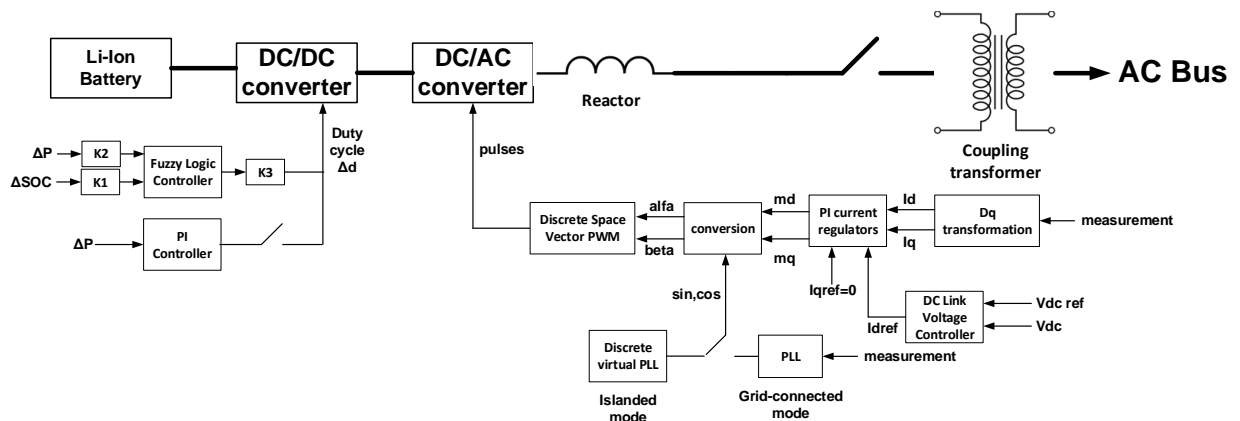 Li-Ion
Battery
DC/DC
converter
DC/AC
converter
Reactor
AC Bus
Coupling
transformer
Duty
cycle
Δd
pulses
ΔP
K2
ΔSOC
K1
Fuzzy Logic
Controller
K3
ΔP
PI
Controller
Discrete Space
Vector PWM
alfa
beta
conversion
md
mq
PI current
regulators
Id
Iq
Dq
transformation
measurement
sin,cos
Iqref=0
Idref
DC Link
Voltage
Controller
Vdc ref
Vdc
Discrete
virtual PLL
PLL
measurement
Islanded
mode
Grid-connected
mode